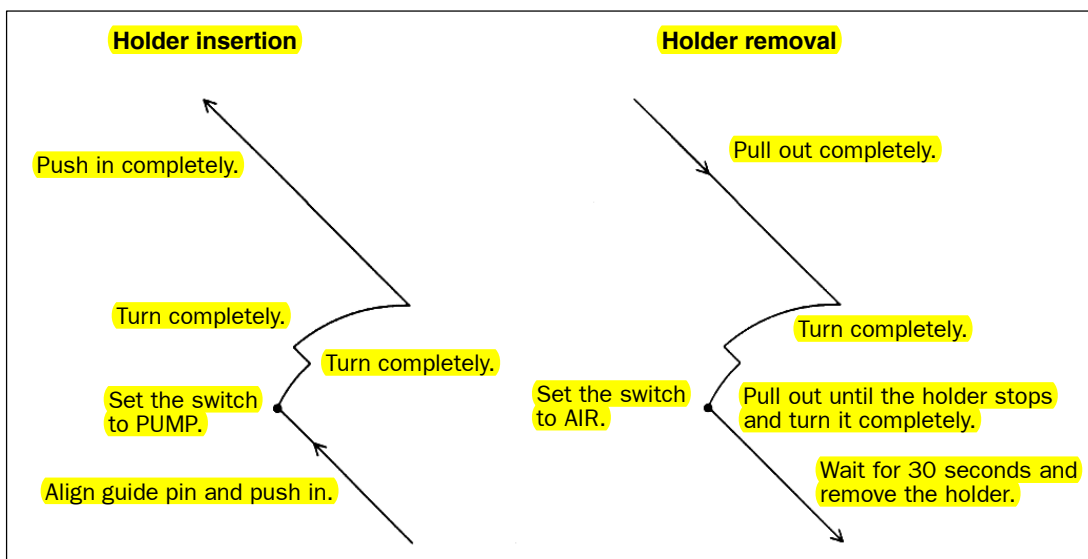 Holder insertion
Push in completely.
Turn completely.
Turn completely.
Set the switch
to PUMP.
Align guide pin and push in.
Holder removal
Pull out completely.
Turn completely.
Set the switch
to AIR.
Pull out until the holder stops
and turn it completely.
Wait for 30 seconds and
remove the holder.